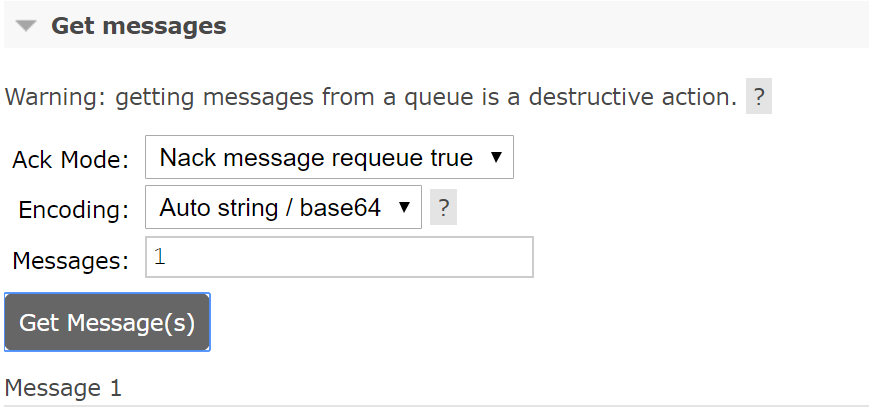 Get messages
Warning: getting messages from a queue is a destructive action. ?
Ack Mode: Nack message requeue true
Encoding: Auto string / base64 ?
Messages: 1
Get Message(s)
Message 1